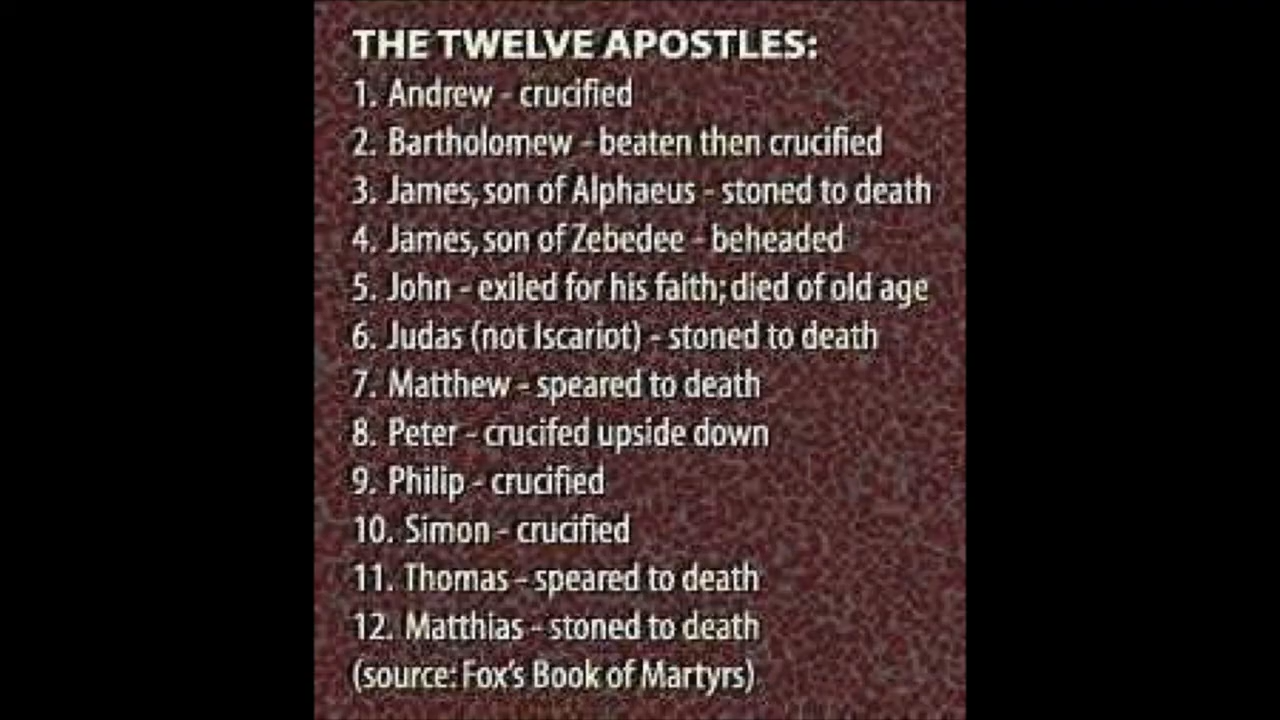 THE TWELVE APOSTLES:
1. Andrew - crucified
2. Bartholomew - beaten then crucified
3. James, son of Alphaeus - stoned to death
4. James, son of Zebedee - beheaded
5. John - exiled for his faith; died of old age
6. Judas (not Iscariot) - stoned to death
7. Matthew - speared to death
8. Peter - crucifed upside down
9. Philip - crucified
10. Simon - crucified
11. Thomas - speared to death
12. Matthias - stoned to death
(source: Fox's Book of Martyrs)